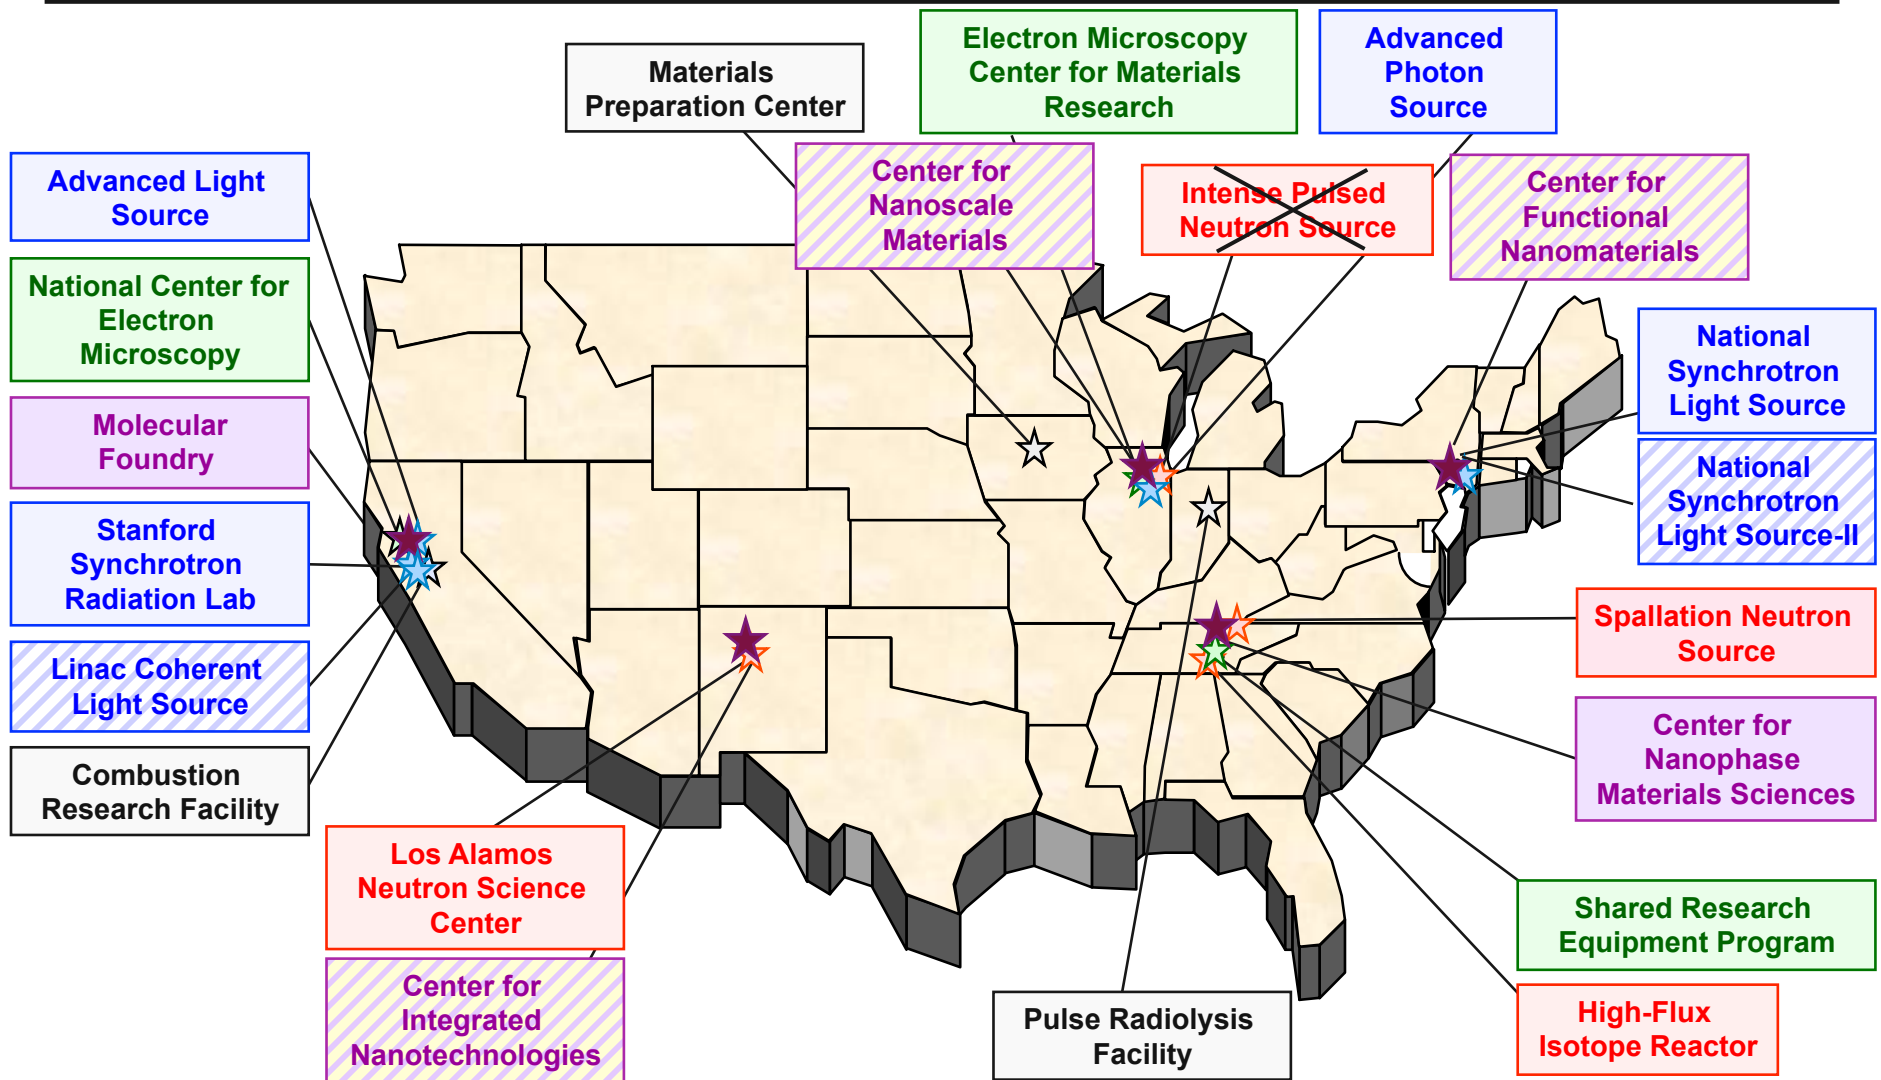 Electron Microscopy
Center for Materials
Research
Advanced
Photon
Source
Materials
Preparation Center
Center for
Nanoscale
Materials
Intense Pulsed
Neutron Source
Center for
Functional
Nanomaterials
Advanced Light
Source
National Center for
Electron
Microscopy
Molecular
Foundry
Stanford
Synchrotron
Radiation Lab
Linac Coherent
Light Source
Combustion
Research Facility
National
Synchrotron
Light Source
National
Synchrotron
Light Source-II
Spallation Neutron
Source
Center for
Nanophase
Materials Sciences
Los Alamos
Neutron Science
Center
Center for
Integrated
Nanotechnologies
Pulse Radiolysis
Facility
Shared Research
Equipment Program
High-Flux
Isotope Reactor